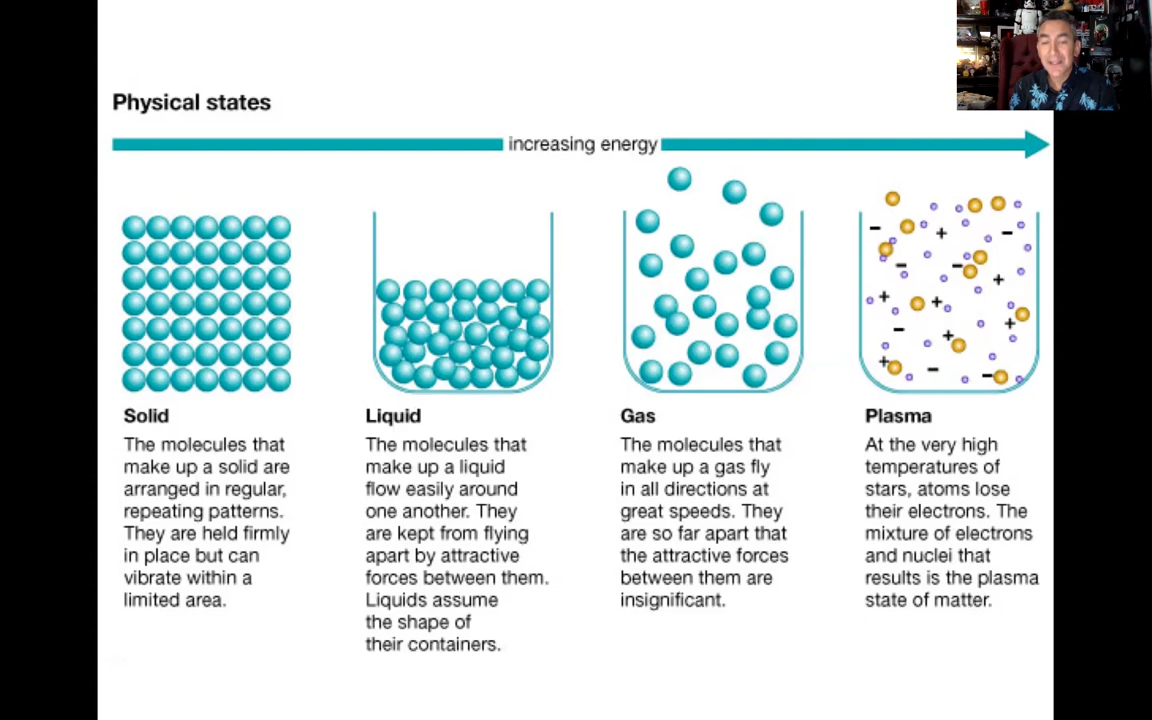 Physical states
increasing energy
Solid
The molecules that
make up a solid are
arranged in regular,
repeating patterns.
They are held firmly
in place but can
vibrate within a
limited area.
Liquid
The molecules that
make up a liquid
flow easily around
one another. They
are kept from flying
apart by attractive
forces between them.
Liquids assume
the shape of
their containers.
Gas
The molecules that
make up a gas fly
in all directions at
great speeds. They
are so far apart that
the attractive forces
between them are
insignificant.
Plasma
At the very high
temperatures of
stars, atoms lose
their electrons. The
mixture of electrons
and nuclei that
results is the plasma
state of matter.